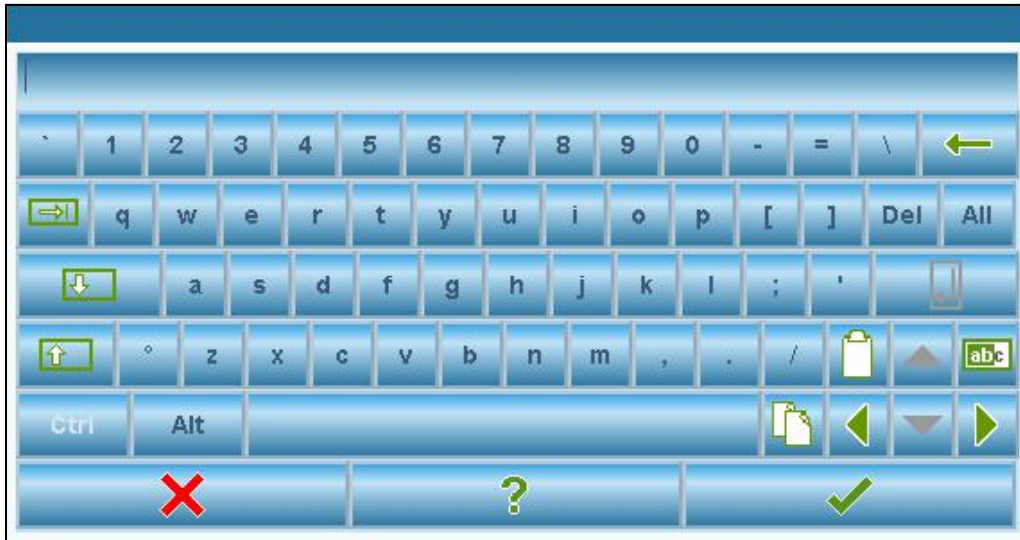 ` 1 2 3 4 5 6 7 8 9 0 - = \
q w e r t y u i o p [ ] Del All
a s d f g h j k l ; '
° z x c v b n m , . / abc
Ctrl Alt
?